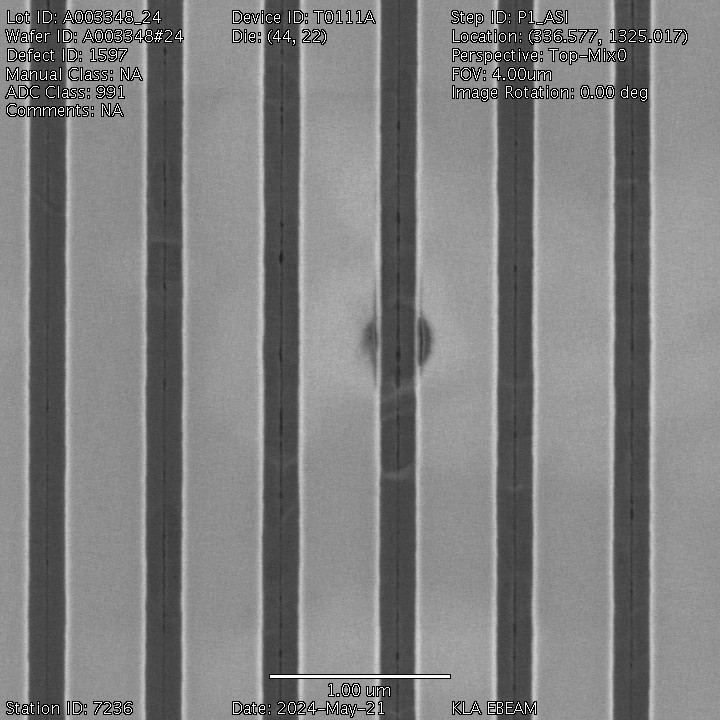 Lot ID: A003348_24 Device ID: T0111A Step ID: P1_ASI
Wafer ID: A003348#24 Die: (44, 22) Location: (336.577, 1325.017)
Defect ID: 1597 Perspective: Top-Mix0
Manual Class: NA FOV: 4.00um
ADC Class: 991 Image Rotation: 0.00 deg
Comments: NA
1.00 um
Station ID: 7236 Date: 2024-May-21 KLA EBEAM